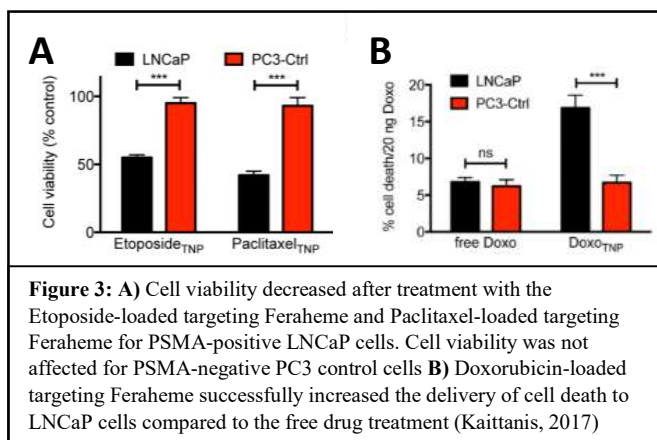 A
LNCaP
PC3-Ctrl
***
***
Cell viability (% control)
100
50
0
Etoposide_TNP
Paclitaxel_TNP
B
LNCaP
PC3-Ctrl
***
ns
% cell death/20 ng Doxo
20
15
10
5
0
free Doxo
Doxo_TNP
Figure 3: A) Cell viability decreased after treatment with the
Etoposide-loaded targeting Feraheme and Paclitaxel-loaded targeting
Feraheme for PSMA-positive LNCaP cells. Cell viability was not
affected for PSMA-negative PC3 control cells B) Doxorubicin-loaded
targeting Feraheme successfully increased the delivery of cell death to
LNCaP cells compared to the free drug treatment (Kaittanis, 2017)